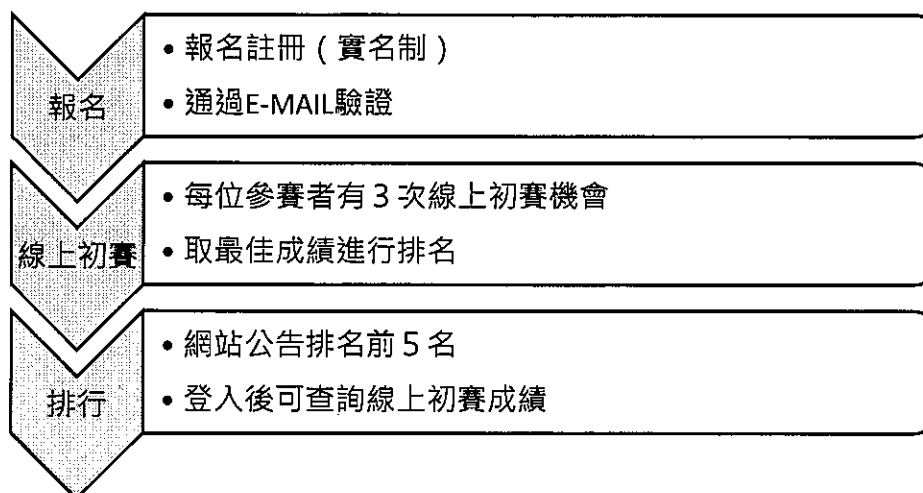 報名
• 報名註冊（實名制）
• 通過E-MAIL驗證
線上初賽
• 每位參賽者有3次線上初賽機會
• 取最佳成績進行排名
排行
• 網站公告排名前5名
• 登入後可查詢線上初賽成績